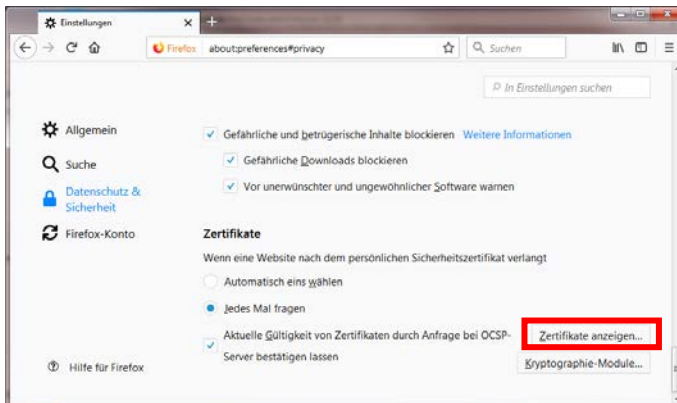 Einstellungen
Firefox about:preferences#privacy Suchen
In Einstellungen suchen
Allgemein
Suche
Datenschutz &
Sicherheit
Firefox-Konto
Hilfe für Firefox
Gefährliche und betrügerische Inhalte blockieren Weitere Informationen
Gefährliche Downloads blockieren
Vor unerwünschter und ungewöhnlicher Software warnen
Zertifikate
Wenn eine Website nach dem persönlichen Sicherheitszertifikat verlangt
Automatisch eins wählen
Jedes Mal fragen
Aktuelle Gültigkeit von Zertifikaten durch Anfrage bei OCSP-
Server bestätigen lassen
Zertifikate anzeigen...
Kryptographie-Module...